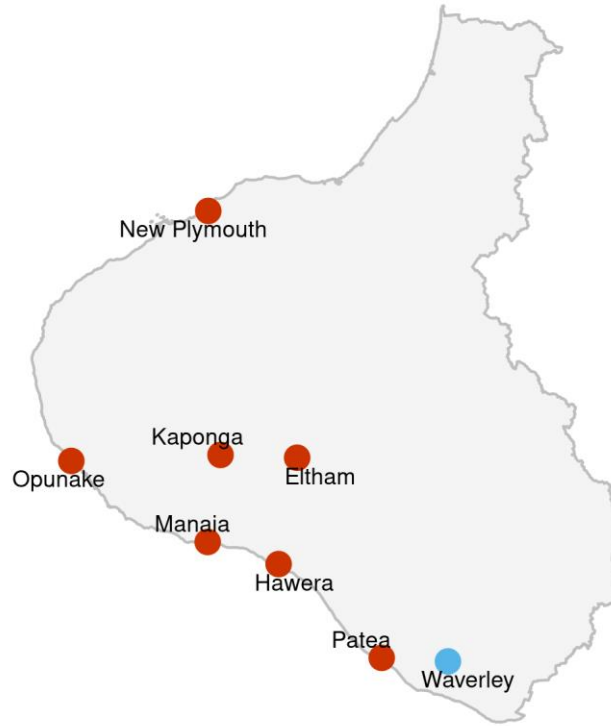 New Plymouth
Kaponga
Opunake
Eltham
Manaia
Hawera
Patea
Waverley